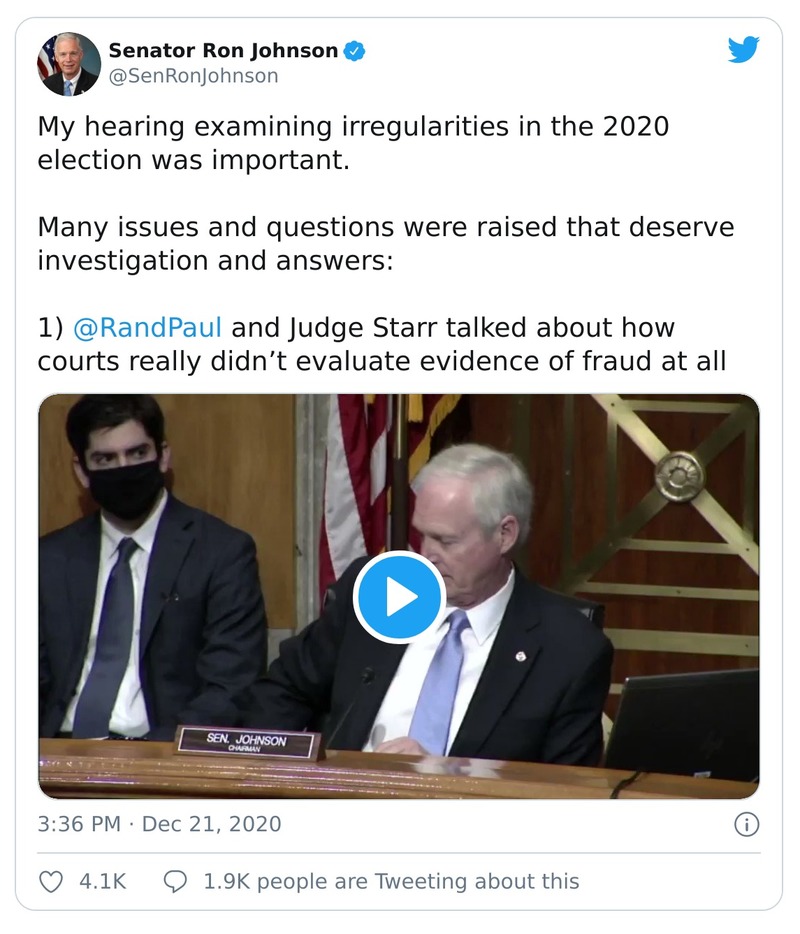 Senator Ron Johnson
@SenRonJohnson
My hearing examining irregularities in the 2020
election was important.
Many issues and questions were raised that deserve
investigation and answers:
1) @RandPaul and Judge Starr talked about how
courts really didn’t evaluate evidence of fraud at all
SEN. JOHNSON
CHAIRMAN
3:36 PM · Dec 21, 2020
4.1K
1.9K people are Tweeting about this